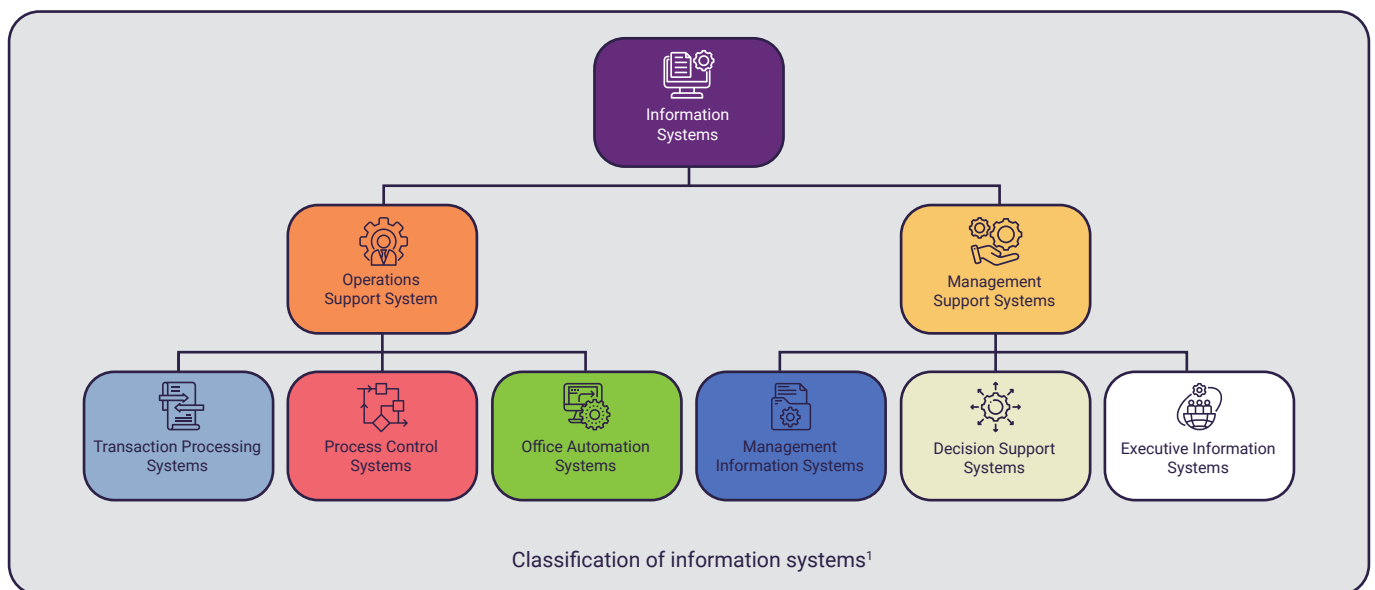 Information
Systems
Operations
Support System
Management
Support Systems
Transaction Processing
Systems
Process Control
Systems
Office Automation
Systems
Management
Information Systems
Decision Support
Systems
Executive Information
Systems
Classification of information systems¹